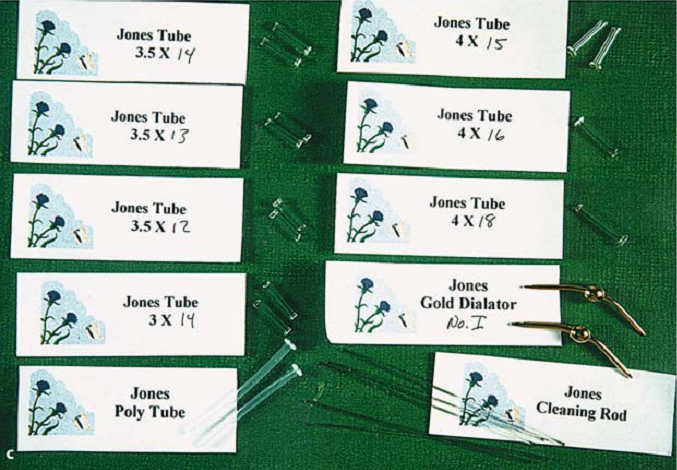 Jones Tube
3.5 X 14
Jones Tube
3.5 X 13
Jones Tube
3.5 X 12
Jones Tube
3 X 14
Jones
Poly Tube
Jones Tube
4 X 15
Jones Tube
4 X 16
Jones Tube
4 X 18
Jones
Gold Dialator
No. I
Jones
Cleaning Rod
C